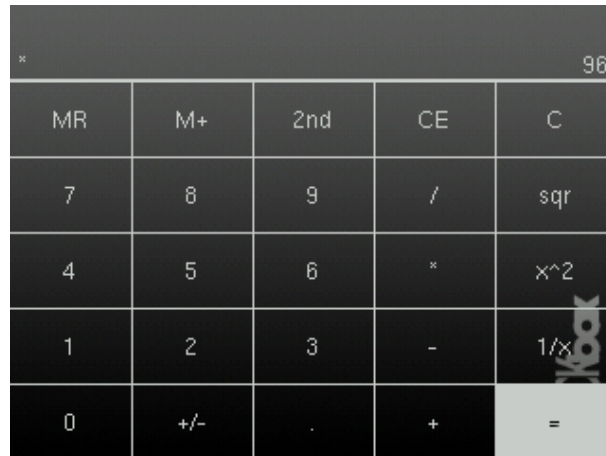 * 96
MR M+ 2nd CE C
7 8 9 / sqr
4 5 6 * x^2
1 2 3 - 1/x
0 +/- . + =